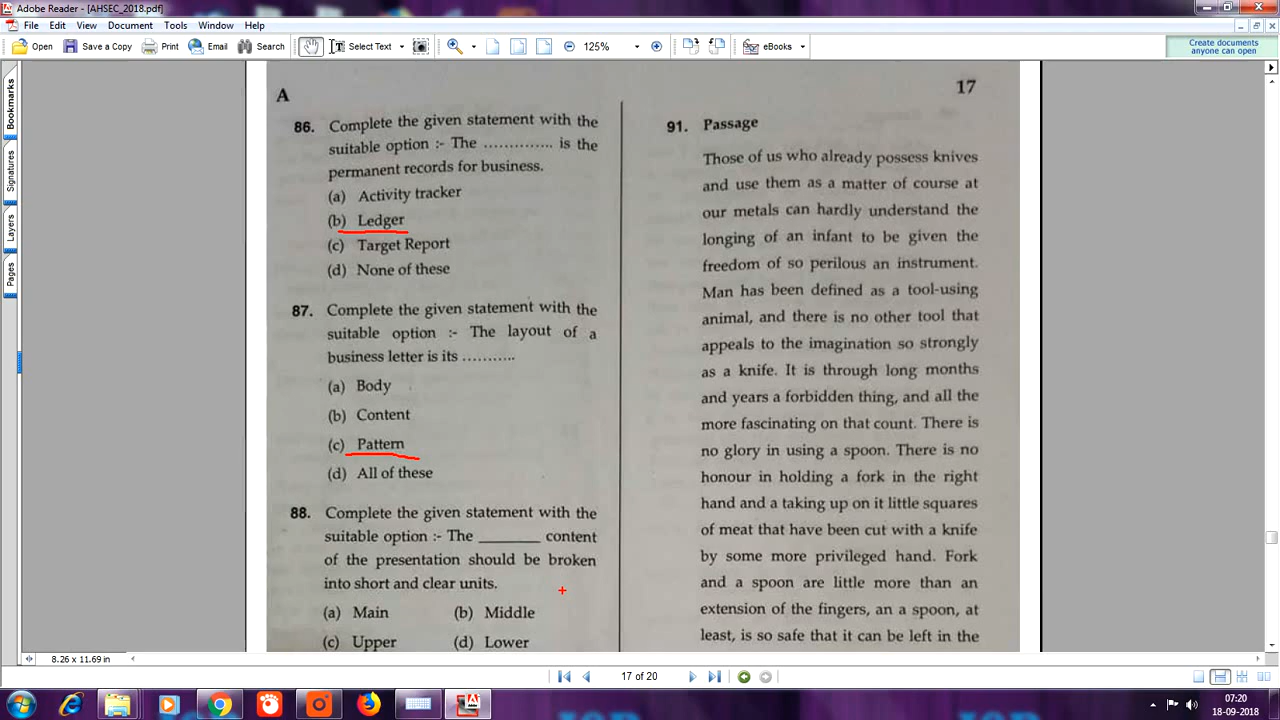 Adobe Reader - [AHSEC_2018.pdf]
File Edit View Document Tools Window Help
Open Save a Copy Print Email Search Select Text 125% eBooks
Create documents
anyone can open
Bookmarks
Signatures
Layers
Pages
A
86. Complete the given statement with the
suitable option :- The ............. is the
permanent records for business.
(a) Activity tracker
(b) Ledger
(c) Target Report
(d) None of these
87. Complete the given statement with the
suitable option :- The layout of a
business letter is its ...........
(a) Body
(b) Content
(c) Pattern
(d) All of these
88. Complete the given statement with the
suitable option :- The ________ content
of the presentation should be broken
into short and clear units.
(a) Main (b) Middle
(c) Upper (d) Lower
17
91. Passage
Those of us who already possess knives
and use them as a matter of course at
our metals can hardly understand the
longing of an infant to be given the
freedom of so perilous an instrument.
Man has been defined as a tool-using
animal, and there is no other tool that
appeals to the imagination so strongly
as a knife. It is through long months
and years a forbidden thing, and all the
more fascinating on that count. There is
no glory in using a spoon. There is no
honour in holding a fork in the right
hand and a taking up on it little squares
of meat that have been cut with a knife
by some more privileged hand. Fork
and a spoon are little more than an
extension of the fingers, an a spoon, at
least, is so safe that it can be left in the
8.26 x 11.69 in
17 of 20
07:20
18-09-2018